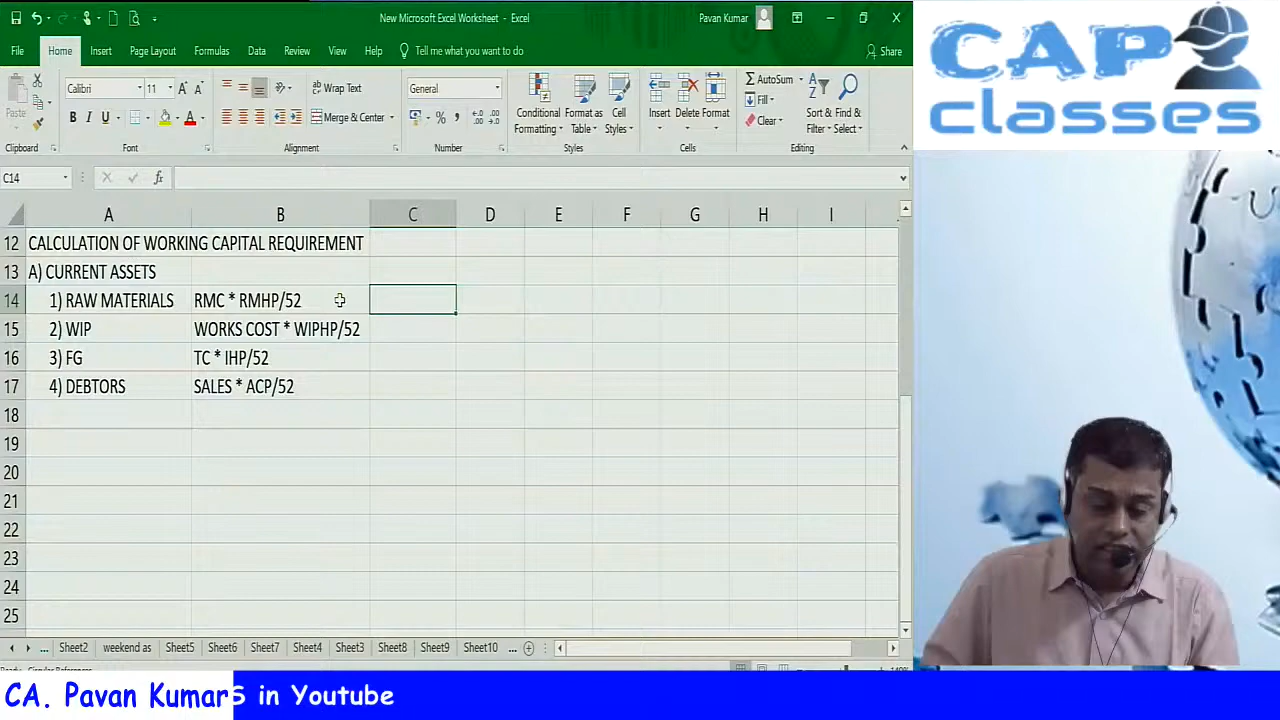 New Microsoft Excel Worksheet - Excel
Pavan Kumar
File Home Insert Page Layout Formulas Data Review View Help Tell me what you want to do Share
Paste
Calibri 11
B I U
Wrap Text
Merge & Center
General
% ,
Conditional Formatting
Format as Table
Cell Styles
Insert Delete Format
AutoSum
Fill
Clear
Sort & Find & Filter Select
Clipboard Font Alignment Number Styles Cells Editing
C14 fx
A B C D E F G H I
12 CALCULATION OF WORKING CAPITAL REQUIREMENT
13 A) CURRENT ASSETS
14 1) RAW MATERIALS RMC * RMHP/52
15 2) WIP WORKS COST * WIPHP/52
16 3) FG TC * IHP/52
17 4) DEBTORS SALES * ACP/52
18
19
20
21
22
23
24
25
... Sheet2 weekend as Sheet5 Sheet6 Sheet7 Sheet4 Sheet3 Sheet8 Sheet9 Sheet10 ...
CAP classes
CA. Pavan Kumar S in Youtube